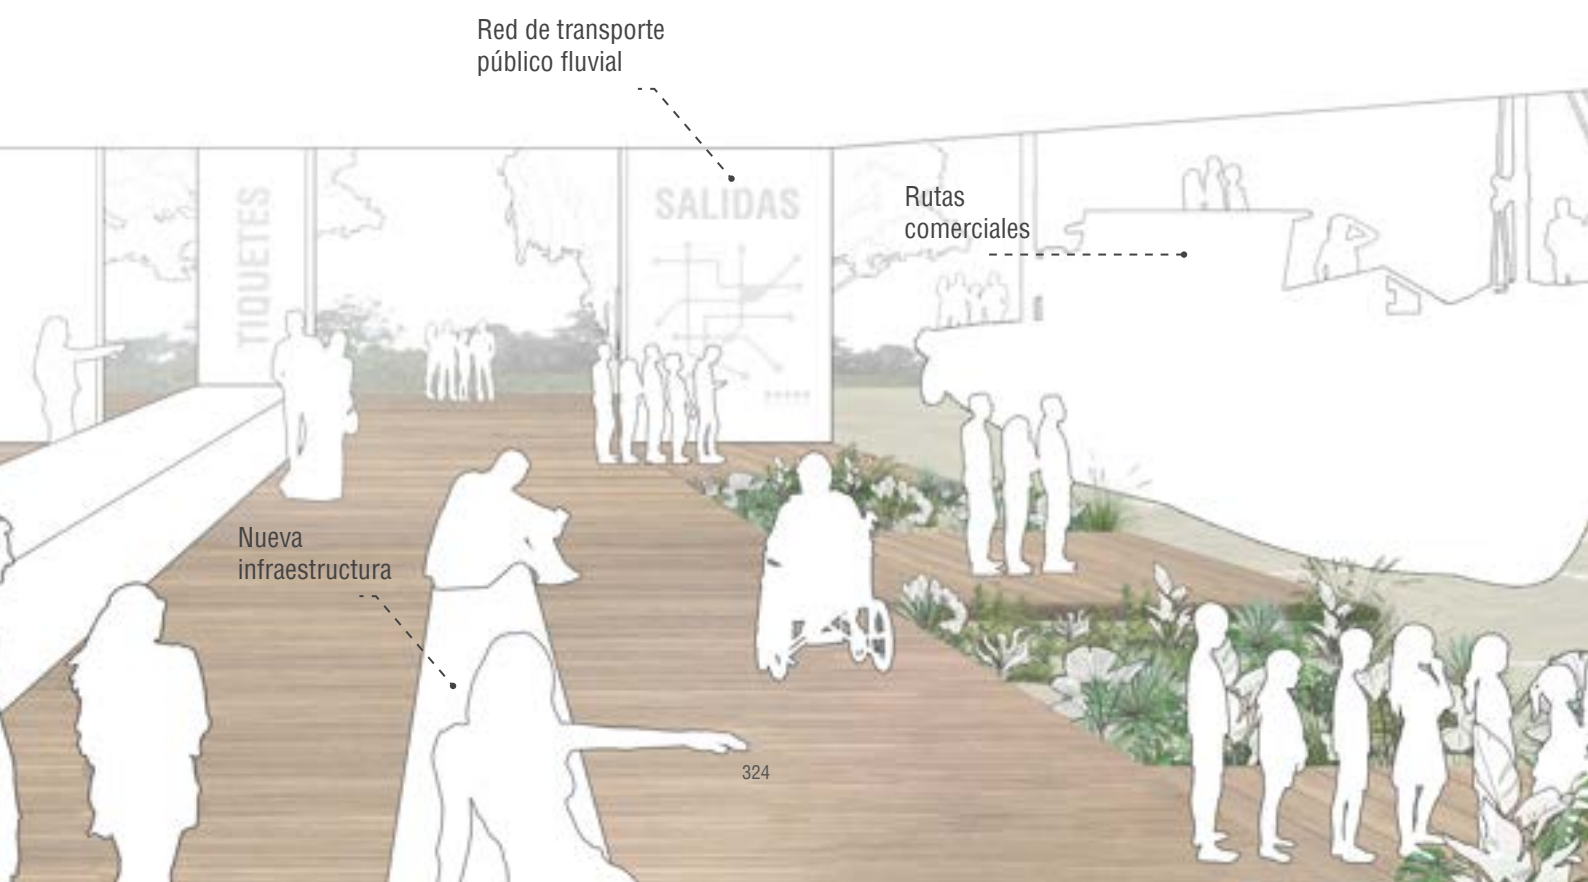 Red de transporte
público fluvial
SALIDAS
TIQUETES
Rutas
comerciales
Nueva
infraestructura
324